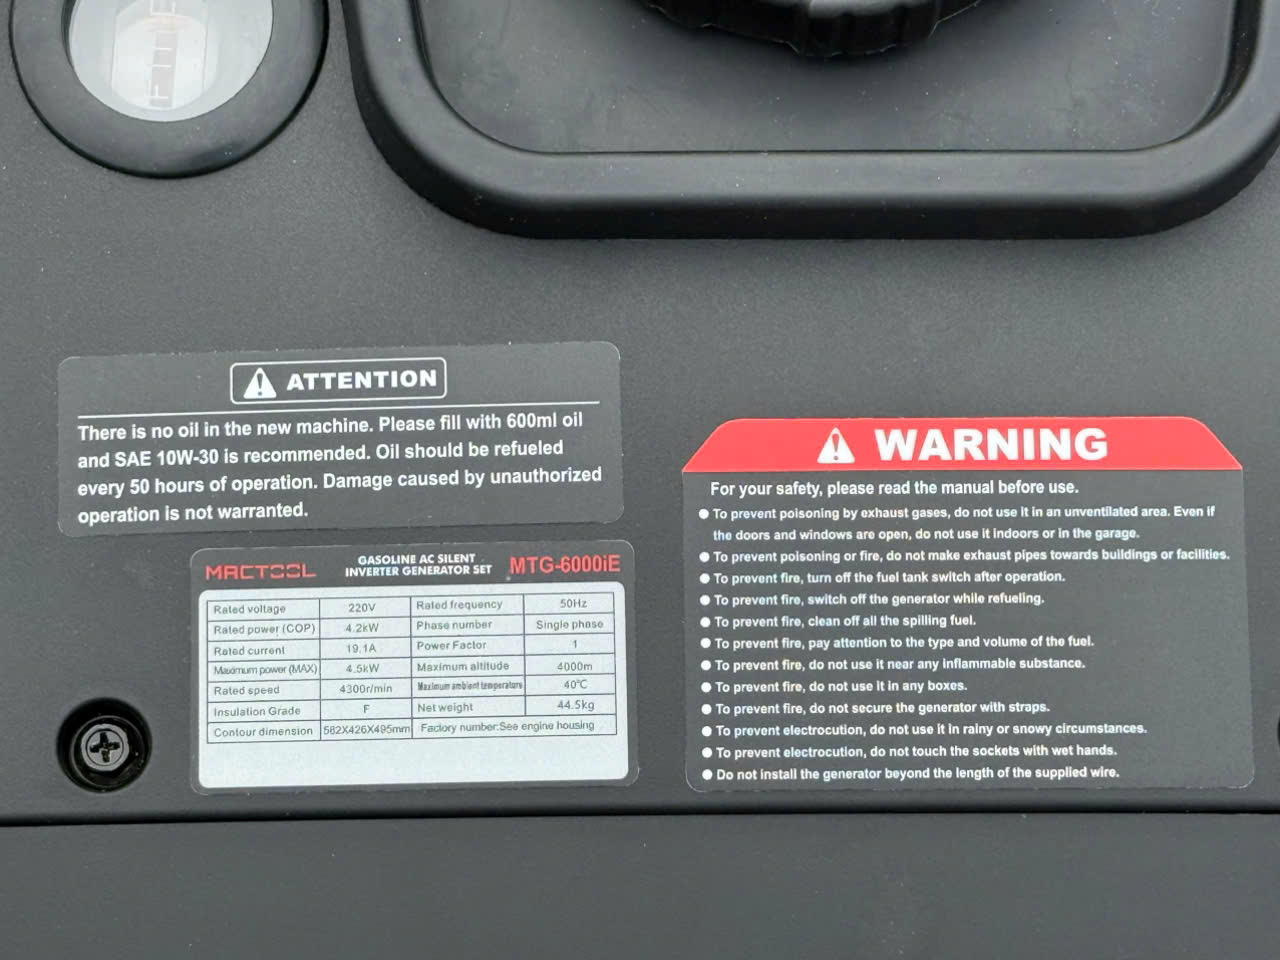 ATTENTION
There is no oil in the new machine. Please fill with 600ml oil
and SAE 10W-30 is recommended. Oil should be refueled
every 50 hours of operation. Damage caused by unauthorized
operation is not warranted.
MACTOOL GASOLINE AC SILENT INVERTER GENERATOR SET MTG-6000iE
Rated voltage 220V Rated frequency 50Hz
Rated power (COP) 4.2kW Phase number Single phase
Rated current 19.1A Power Factor 1
Maximum power (MAX) 4.5kW Maximum altitude 4000m
Rated speed 4300r/min Maximum ambient temperature 40℃
Insulation Grade F Net weight 44.5kg
Contour dimension 582X426X495mm Factory number:See engine housing
WARNING
For your safety, please read the manual before use.
● To prevent poisoning by exhaust gases, do not use it in an unventilated area. Even if
the doors and windows are open, do not use it indoors or in the garage.
● To prevent poisoning or fire, do not make exhaust pipes towards buildings or facilities.
● To prevent fire, turn off the fuel tank switch after operation.
● To prevent fire, switch off the generator while refueling.
● To prevent fire, clean off all the spilling fuel.
● To prevent fire, pay attention to the type and volume of the fuel.
● To prevent fire, do not use it near any inflammable substance.
● To prevent fire, do not use it in any boxes.
● To prevent fire, do not secure the generator with straps.
● To prevent electrocution, do not use it in rainy or snowy circumstances.
● To prevent electrocution, do not touch the sockets with wet hands.
● Do not install the generator beyond the length of the supplied wire.